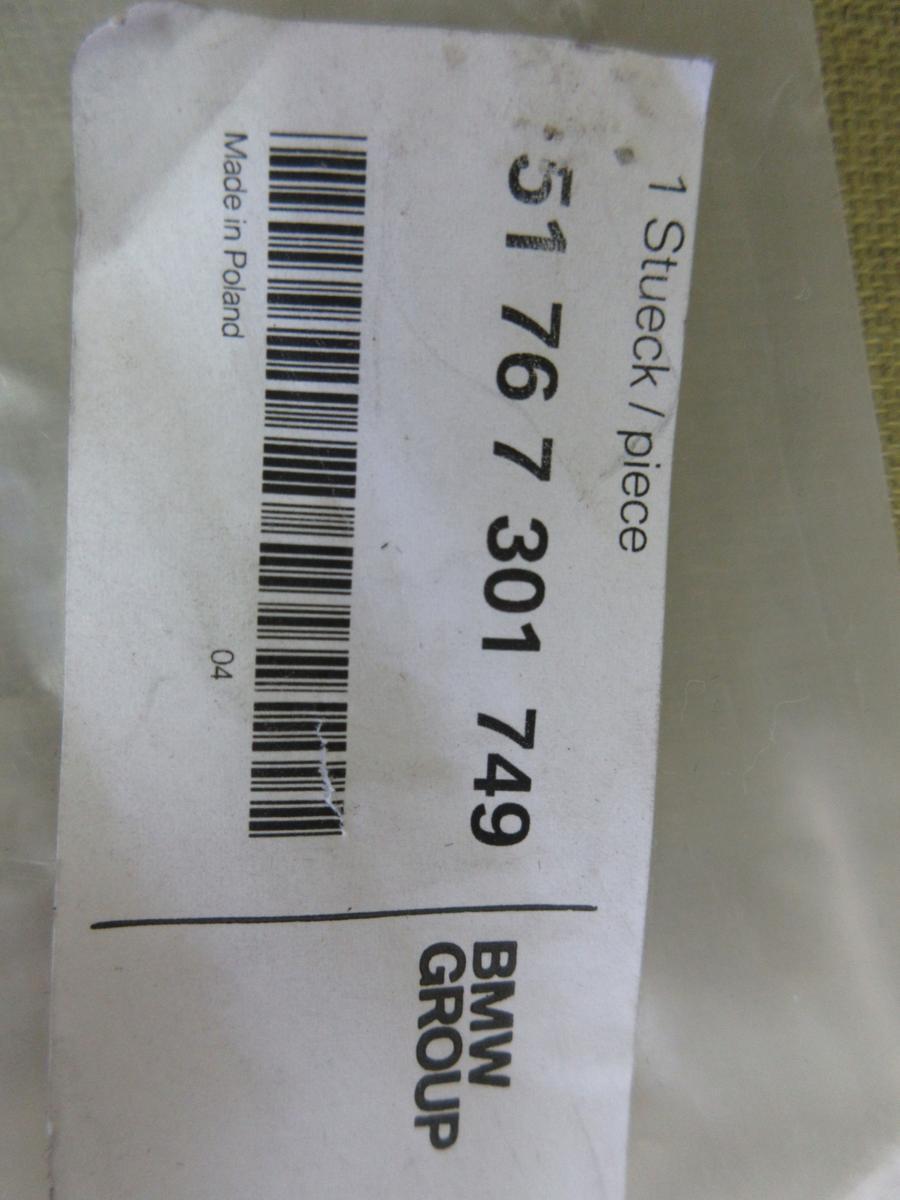 1 Stueck / piece
51 76 7 301 749
Made in Poland
04
BMW
GROUP